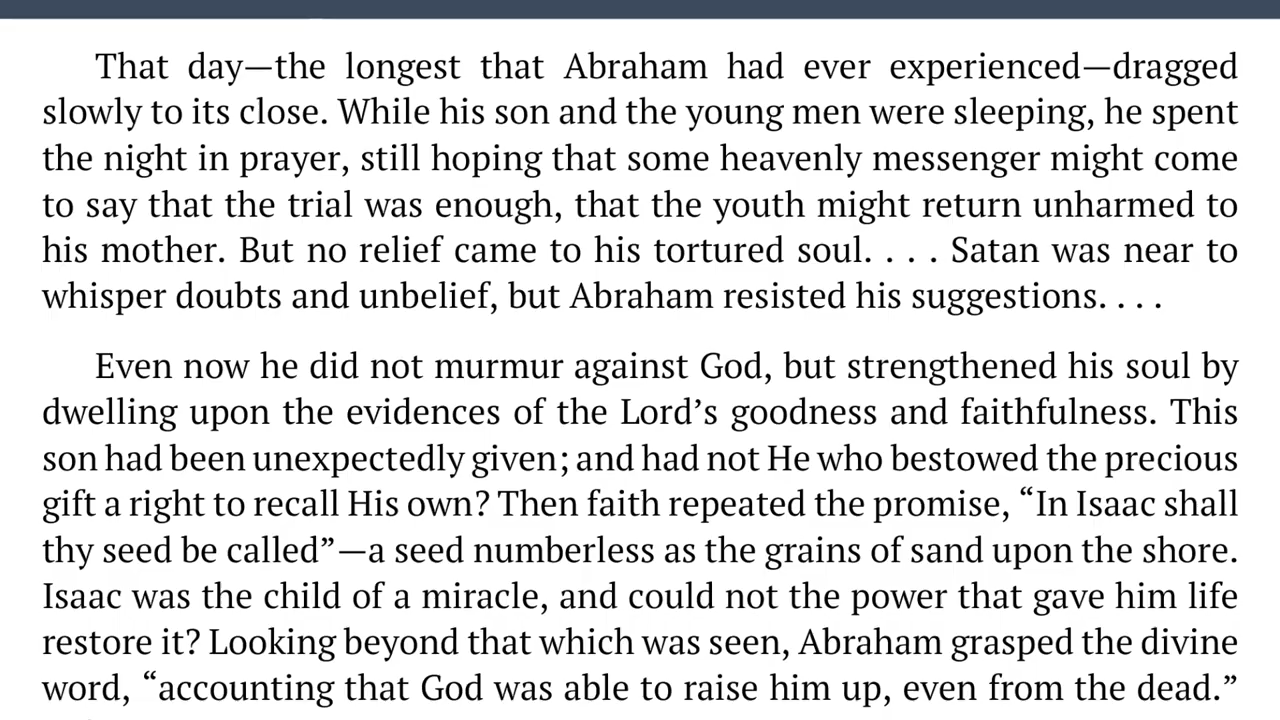 That day—the longest that Abraham had ever experienced—dragged
slowly to its close. While his son and the young men were sleeping, he spent
the night in prayer, still hoping that some heavenly messenger might come
to say that the trial was enough, that the youth might return unharmed to
his mother. But no relief came to his tortured soul. . . . Satan was near to
whisper doubts and unbelief, but Abraham resisted his suggestions. . . .
Even now he did not murmur against God, but strengthened his soul by
dwelling upon the evidences of the Lord’s goodness and faithfulness. This
son had been unexpectedly given; and had not He who bestowed the precious
gift a right to recall His own? Then faith repeated the promise, “In Isaac shall
thy seed be called”—a seed numberless as the grains of sand upon the shore.
Isaac was the child of a miracle, and could not the power that gave him life
restore it? Looking beyond that which was seen, Abraham grasped the divine
word, “accounting that God was able to raise him up, even from the dead.”